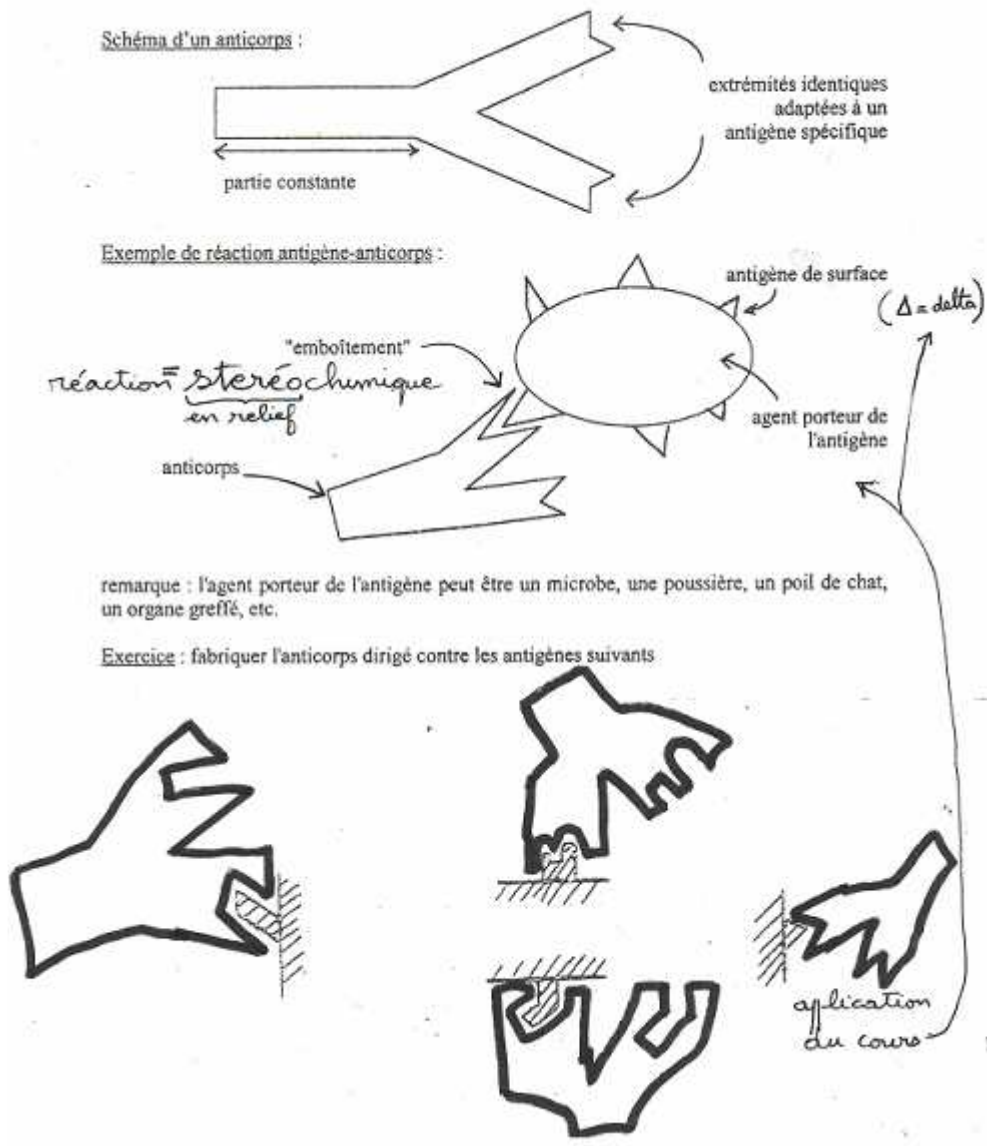 Schéma d'un anticorps :
extrémités identiques
adaptées à un
antigène spécifique
partie constante
Exemple de réaction antigène-anticorps :
antigène de surface
(Δ = delta)
"emboîtement"
réaction = stéréochimique
en relief
agent porteur de
l'antigène
anticorps
remarque : l'agent porteur de l'antigène peut être un microbe, une poussière, un poil de chat,
un organe greffé, etc.
Exercice : fabriquer l'anticorps dirigé contre les antigènes suivants
aplication
du cours